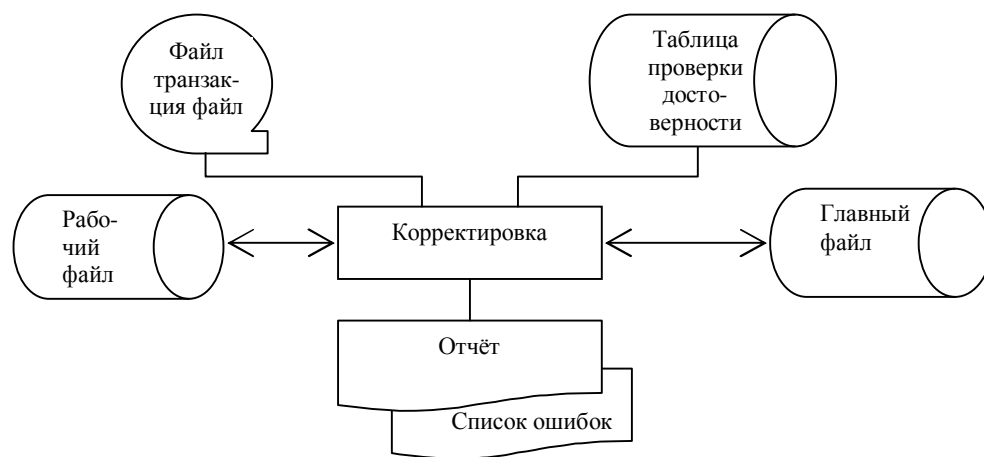 Файл
транзак-
ция файл
Таблица
проверки
досто-
верности
Рабо-
чий
файл
Корректировка
Главный
файл
Отчёт
Список ошибок